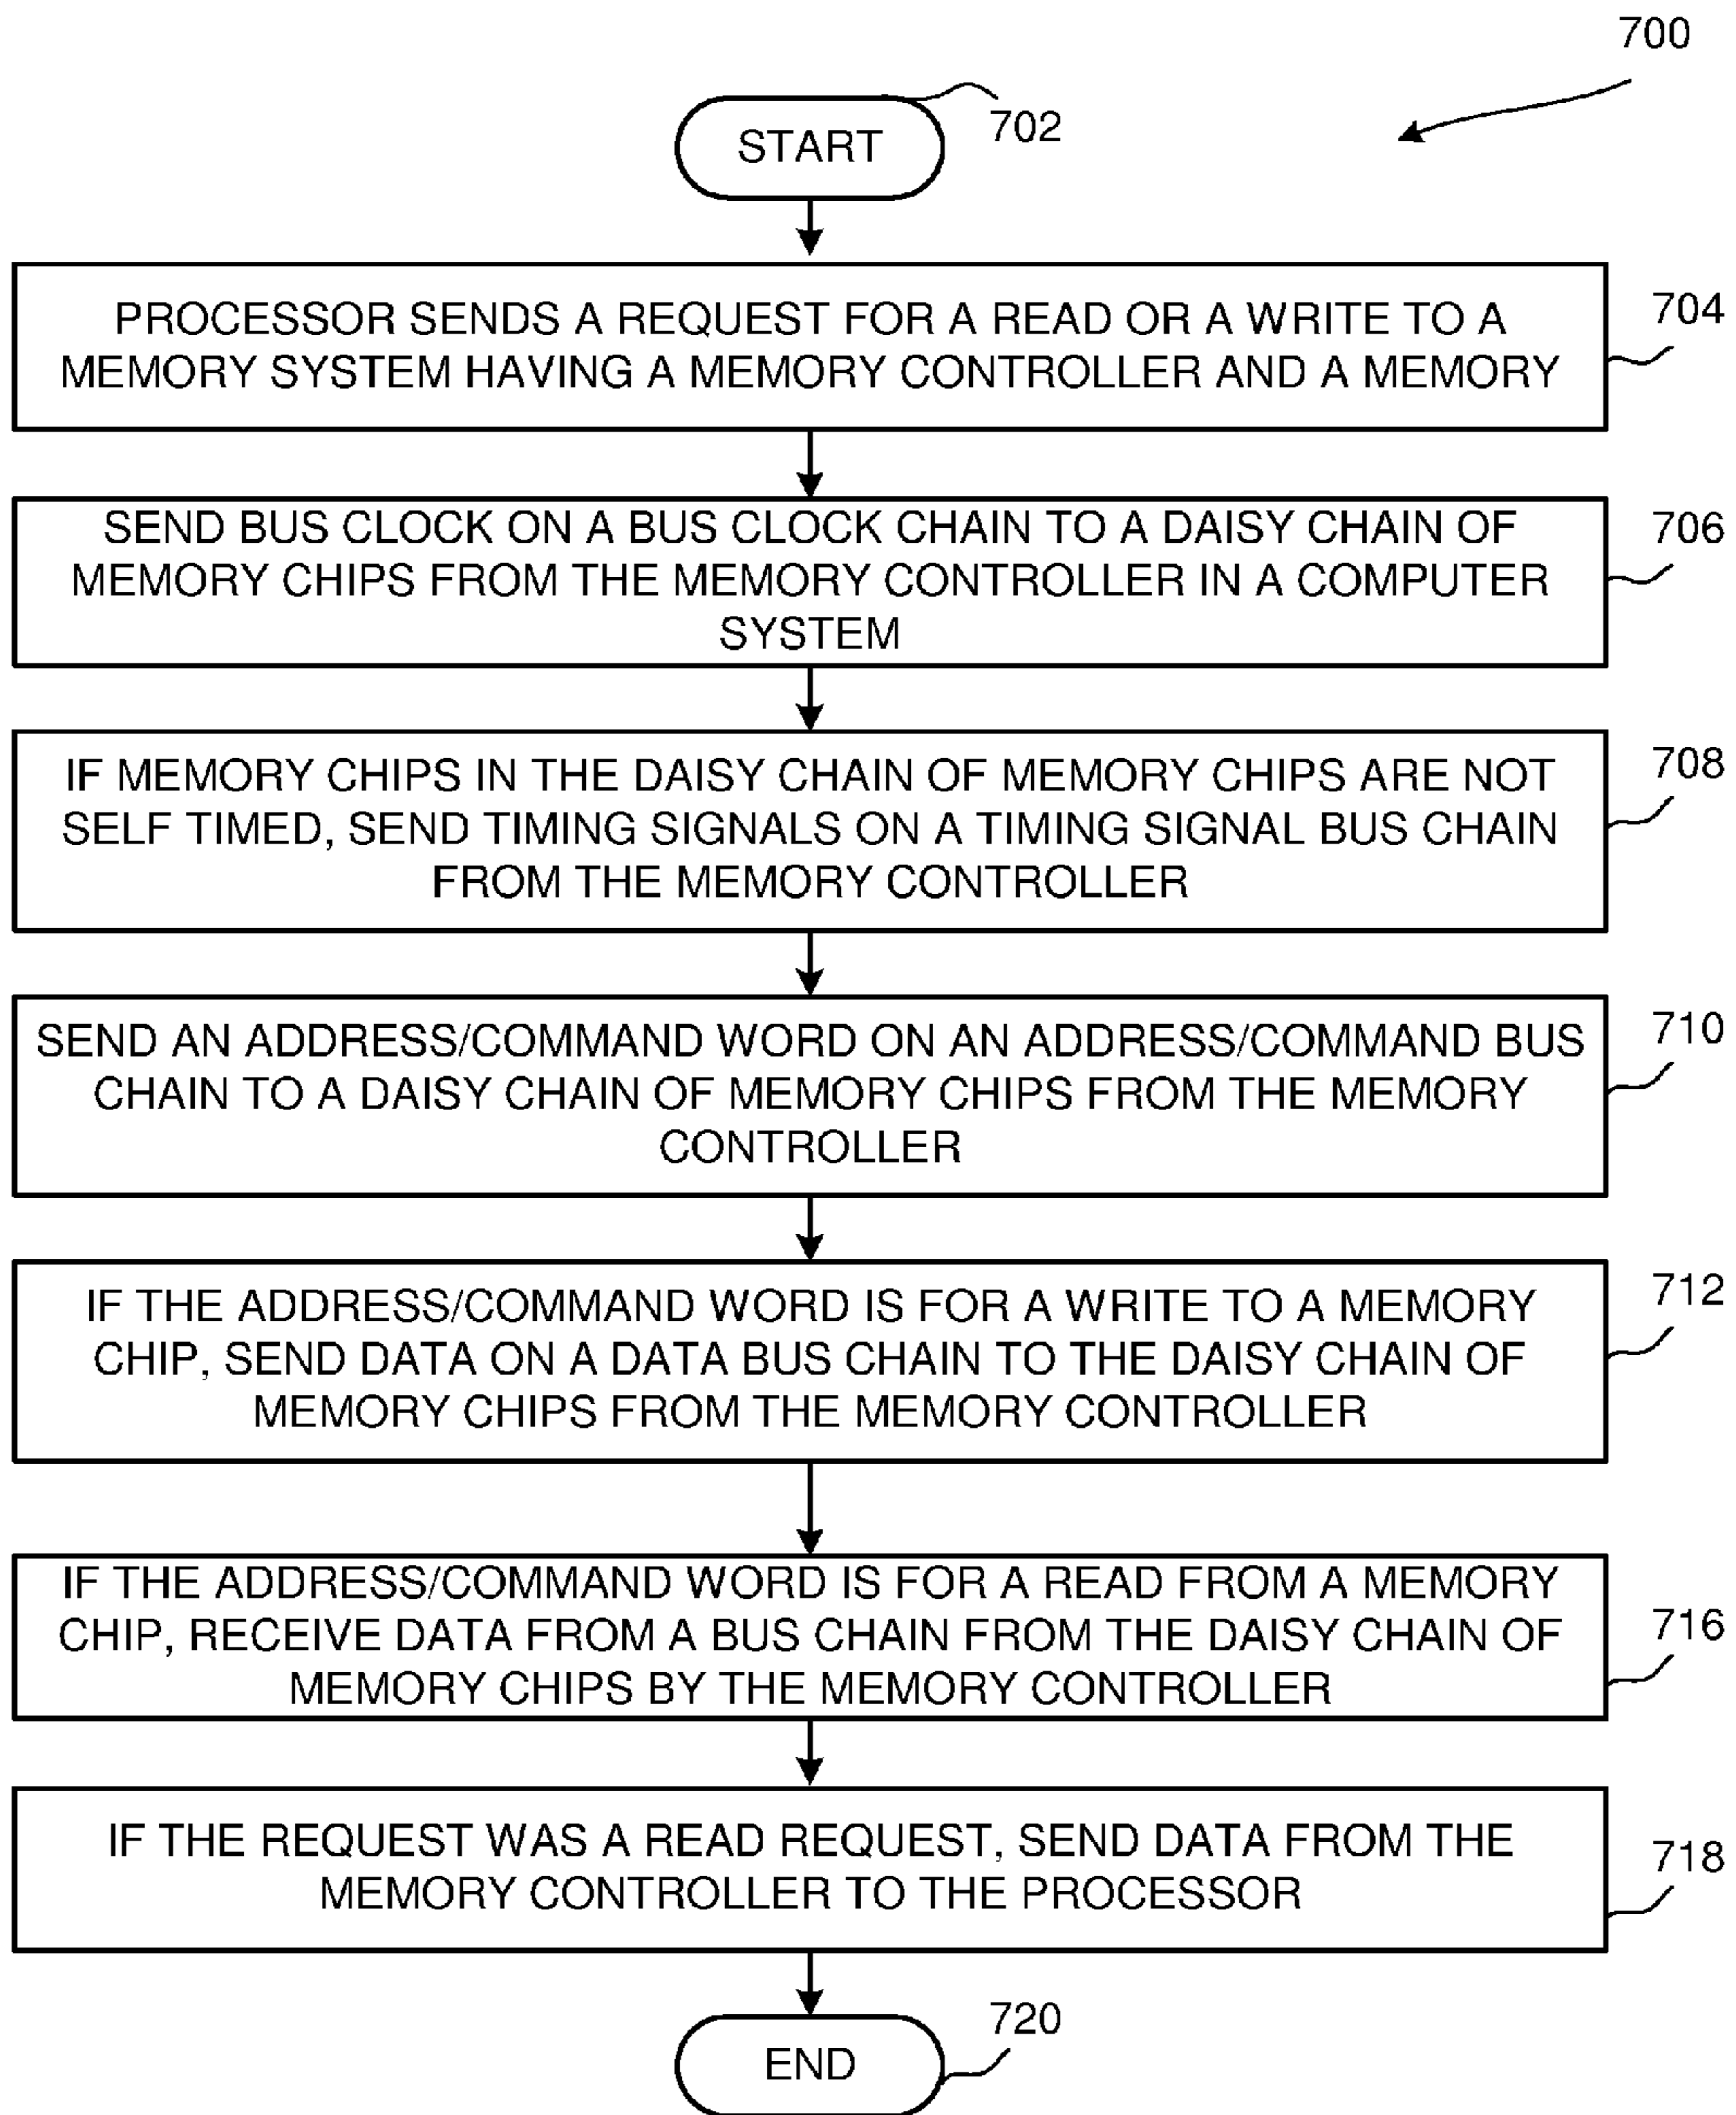 700
START
702
PROCESSOR SENDS A REQUEST FOR A READ OR A WRITE TO A
MEMORY SYSTEM HAVING A MEMORY CONTROLLER AND A MEMORY
704
SEND BUS CLOCK ON A BUS CLOCK CHAIN TO A DAISY CHAIN OF
MEMORY CHIPS FROM THE MEMORY CONTROLLER IN A COMPUTER
SYSTEM
706
IF MEMORY CHIPS IN THE DAISY CHAIN OF MEMORY CHIPS ARE NOT
SELF TIMED, SEND TIMING SIGNALS ON A TIMING SIGNAL BUS CHAIN
FROM THE MEMORY CONTROLLER
708
SEND AN ADDRESS/COMMAND WORD ON AN ADDRESS/COMMAND BUS
CHAIN TO A DAISY CHAIN OF MEMORY CHIPS FROM THE MEMORY
CONTROLLER
710
IF THE ADDRESS/COMMAND WORD IS FOR A WRITE TO A MEMORY
CHIP, SEND DATA ON A DATA BUS CHAIN TO THE DAISY CHAIN OF
MEMORY CHIPS FROM THE MEMORY CONTROLLER
712
IF THE ADDRESS/COMMAND WORD IS FOR A READ FROM A MEMORY
CHIP, RECEIVE DATA FROM A BUS CHAIN FROM THE DAISY CHAIN OF
MEMORY CHIPS BY THE MEMORY CONTROLLER
716
IF THE REQUEST WAS A READ REQUEST, SEND DATA FROM THE
MEMORY CONTROLLER TO THE PROCESSOR
718
END
720